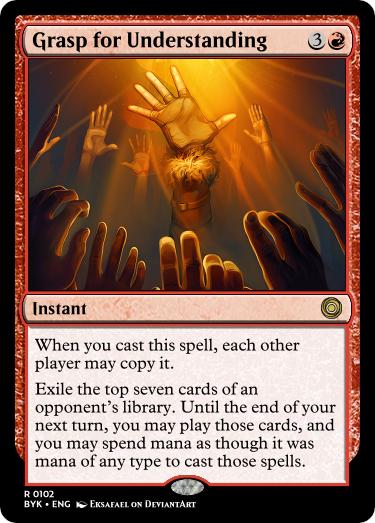 Grasp for Understanding 3
Instant
When you cast this spell, each other
player may copy it.
Exile the top seven cards of an
opponent's library. Until the end of your
next turn, you may play those cards, and
you may spend mana as though it was
mana of any type to cast those spells.
R 0102
BYK • ENG Eksafael on DeviantArt